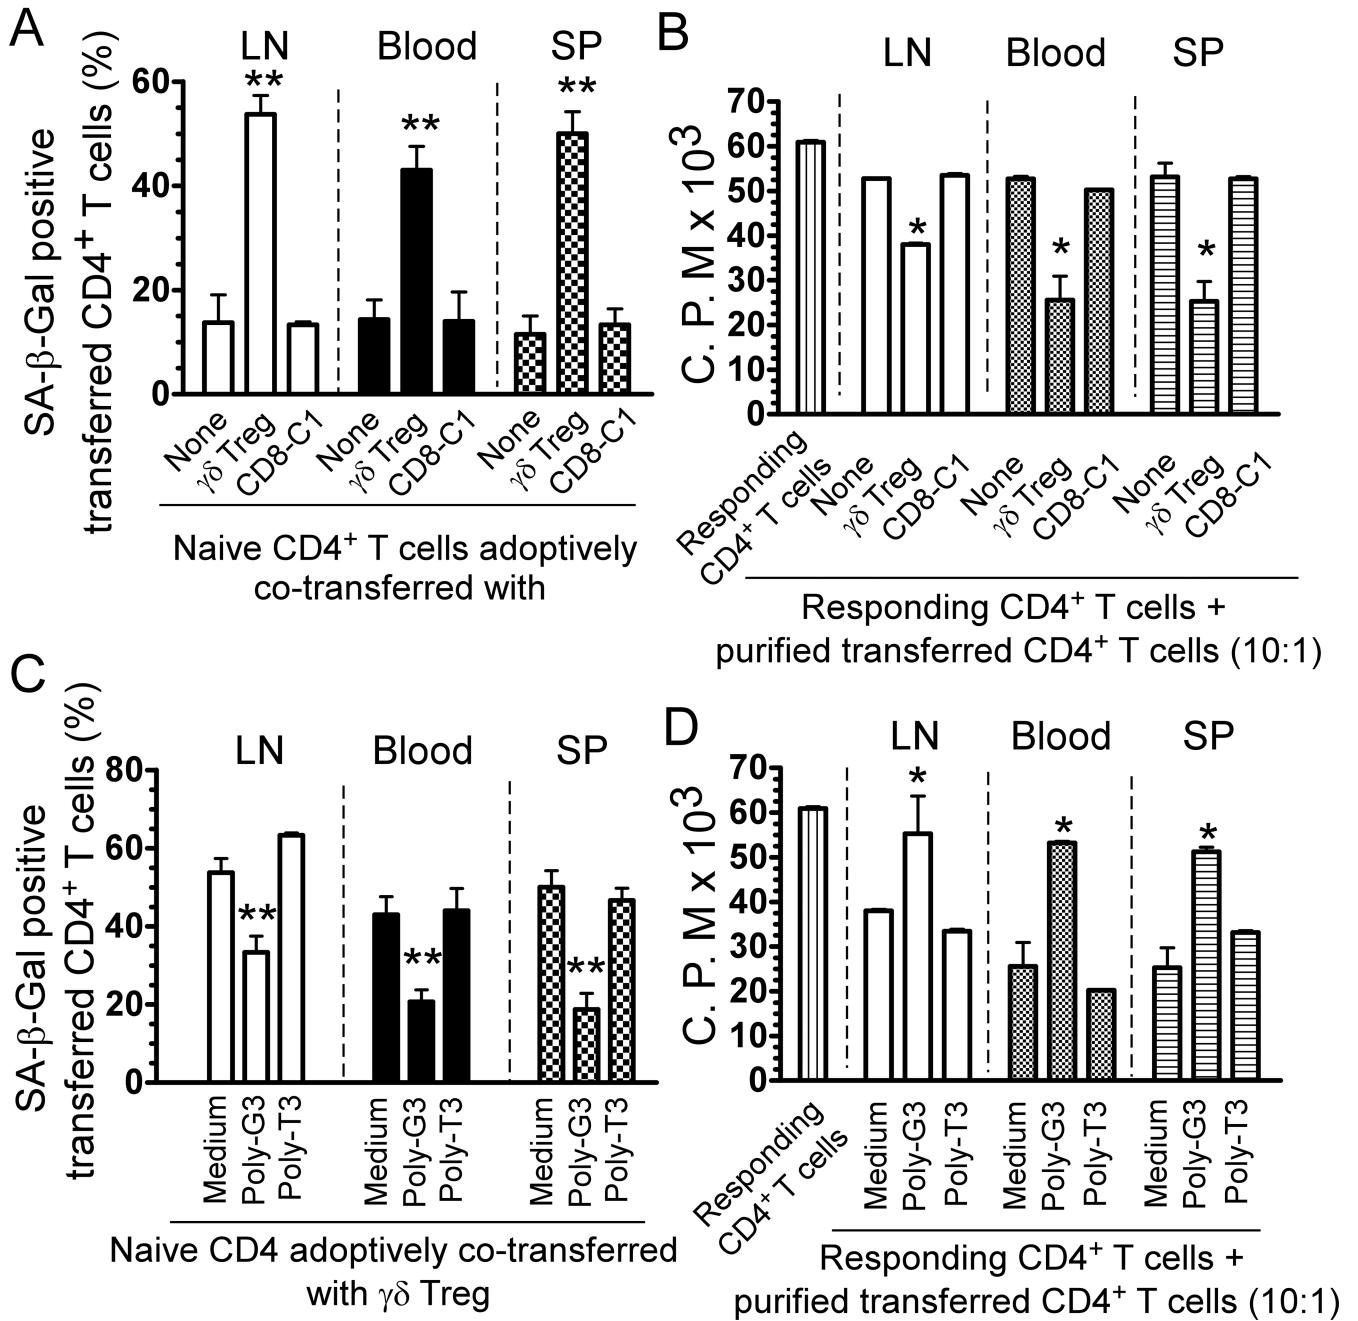 A
LN Blood SP
SA-β-Gal positive
transferred CD4⁺ T cells (%)
60
40
20
0
** ** **
None γδ Treg CD8-C1 None γδ Treg CD8-C1 None γδ Treg CD8-C1
Naive CD4⁺ T cells adoptively
co-transferred with
B
LN Blood SP
C. P. M x 10³
70
60
50
40
30
20
10
0
* * *
Responding
CD4⁺ T cells
None γδ Treg CD8-C1 None γδ Treg CD8-C1 None γδ Treg CD8-C1
Responding CD4⁺ T cells +
purified transferred CD4⁺ T cells (10:1)
C
LN Blood SP
SA-β-Gal positive
transferred CD4⁺ T cells (%)
80
60
40
20
0
** ** **
Medium Poly-G3 Poly-T3 Medium Poly-G3 Poly-T3 Medium Poly-G3 Poly-T3
Naive CD4 adoptively co-transferred
with γδ Treg
D
LN Blood SP
C. P. M x 10³
70
60
50
40
30
20
10
0
* * *
Responding
CD4⁺ T cells
Medium Poly-G3 Poly-T3 Medium Poly-G3 Poly-T3 Medium Poly-G3 Poly-T3
Responding CD4⁺ T cells +
purified transferred CD4⁺ T cells (10:1)